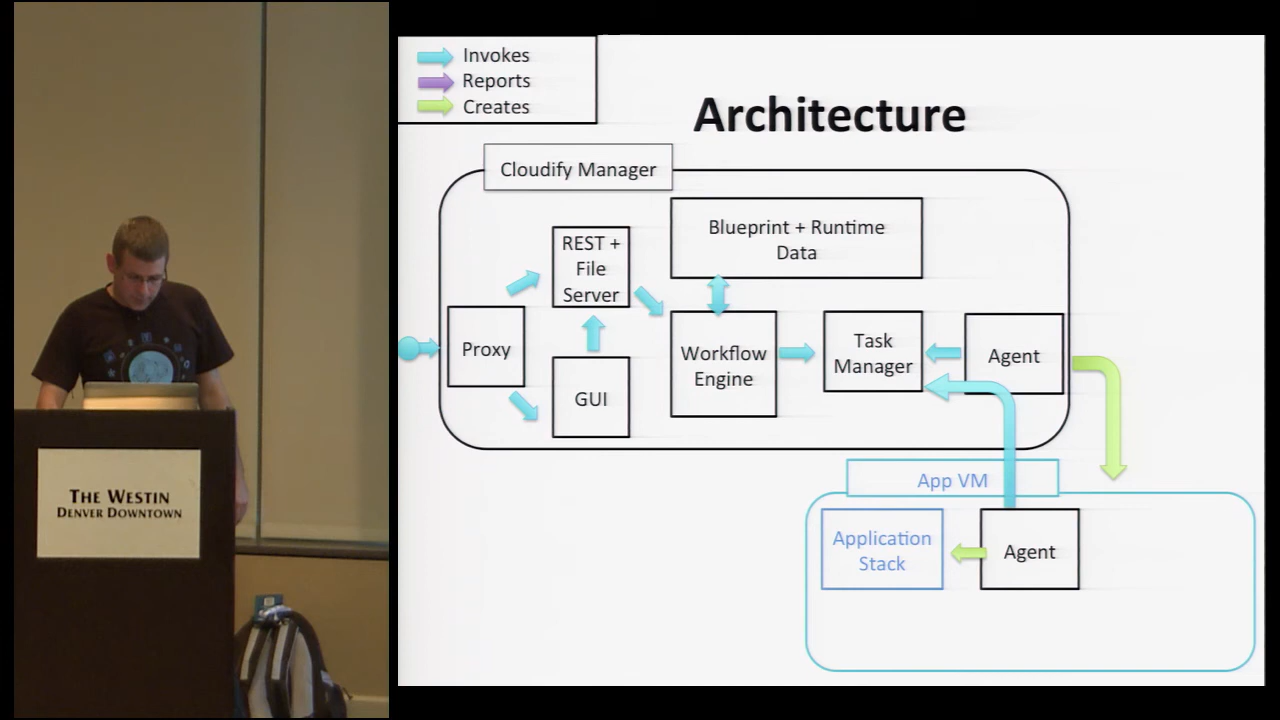 Invokes
Reports
Creates
Architecture
Cloudify Manager
Blueprint + Runtime
Data
REST +
File
Server
Proxy
GUI
Workflow
Engine
Task
Manager
Agent
App VM
Application
Stack
Agent
THE WESTIN
DENVER DOWNTOWN